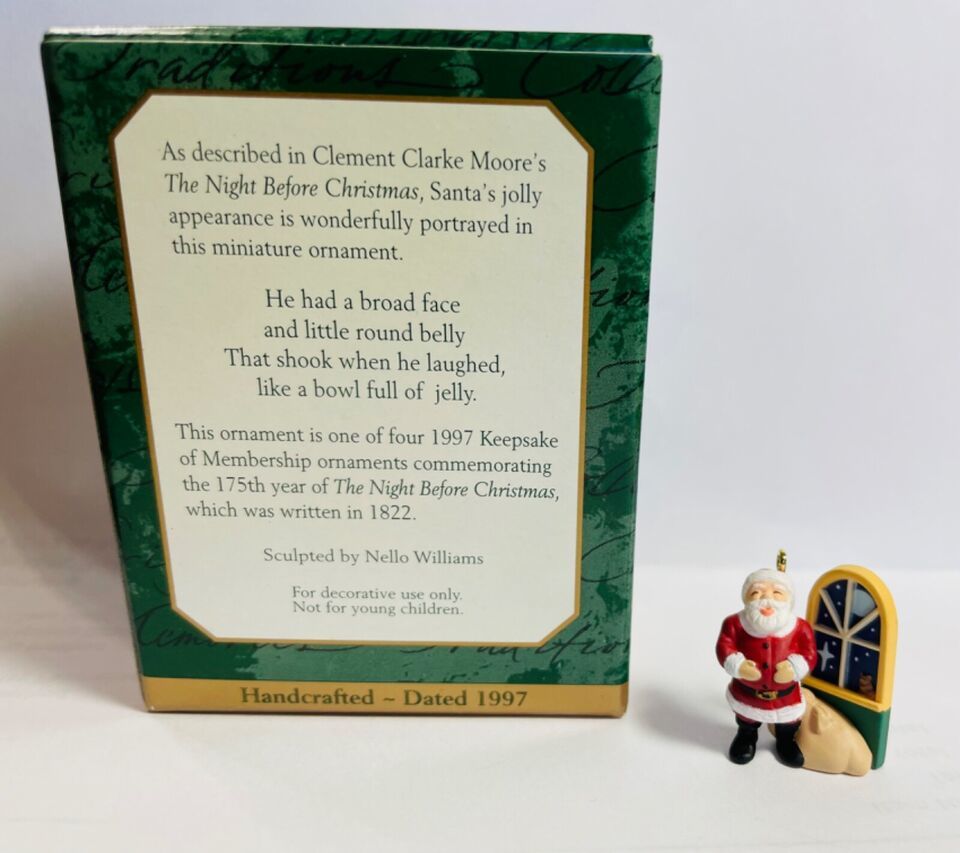 Traditions
As described in Clement Clarke Moore's
The Night Before Christmas, Santa's jolly
appearance is wonderfully portrayed in
this miniature ornament.
He had a broad face
and little round belly
That shook when he laughed,
like a bowl full of jelly.
This ornament is one of four 1997 Keepsake
of Membership ornaments commemorating
the 175th year of The Night Before Christmas,
which was written in 1822.
Sculpted by Nello Williams
For decorative use only.
Not for young children.
Handcrafted ~ Dated 1997